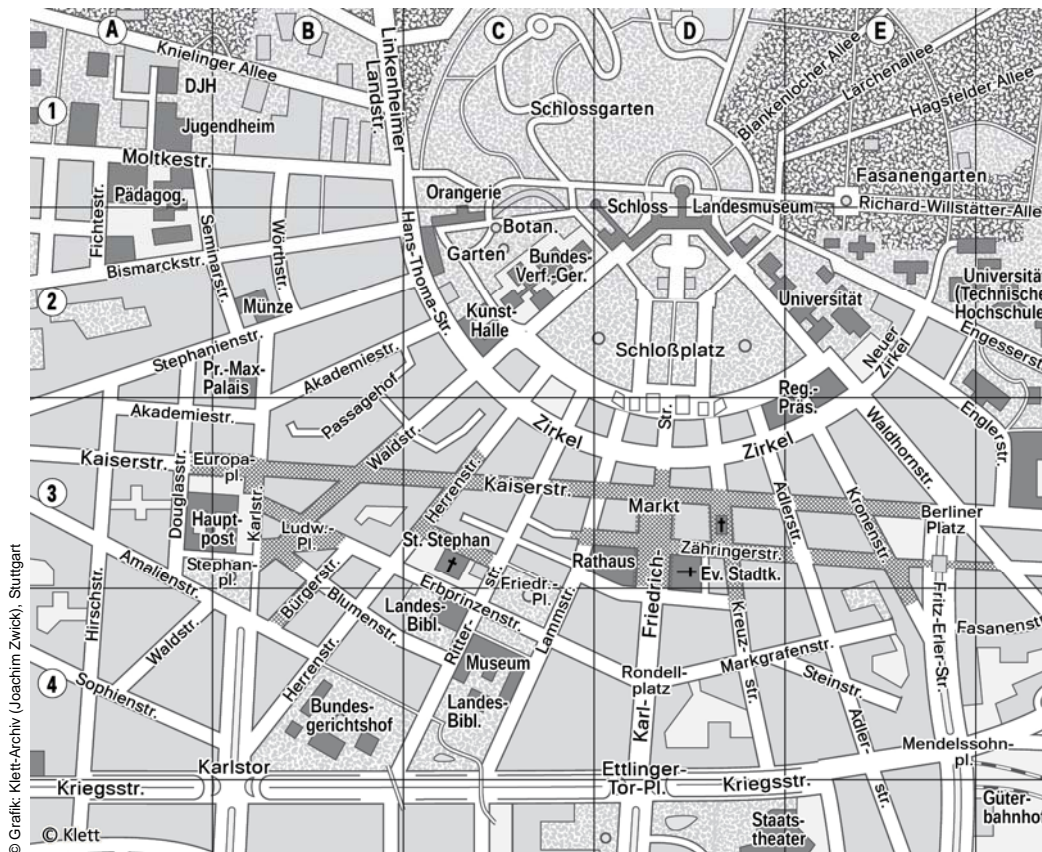 A
B
C
D
E
1
2
3
4
Knielinger Allee
DJH
Jugendheim
Linkenheimer
Landstr.
Schlossgarten
Blankenlocher Allee
Lärchenallee
Hagsfelder Allee
Moltkestr.
Pädagog.
Orangerie
Fasanengarten
Fichtestr.
Seminarstr.
Wörthstr.
Hans-Thoma-Str.
Schloss
Landesmuseum
Richard-Willstätter-Alle
Botan.
Garten
Bundes-
Verf.-Ger.
Bismarckstr.
Münze
Kunst-
Halle
Universität
Universitä
(Technische
Hochschule
Stephanienstr.
Schloßplatz
Neuer
Zirkel
Engesserst
Pr.-Max-
Palais
Akademiestr.
Passagehof
Reg.-
Präs.
Akademiestr.
Str.
Zirkel
Zirkel
Waldhornstr.
Englerstr.
Kaiserstr.
Europa-
pl.
Waldstr.
Herrenstr.
Kaiserstr.
Markt
Adlerstr.
Kronenstr.
Berliner
Platz
Douglasstr.
Karlstr.
Haupt-
post
Ludw.-
Pl.
St. Stephan
Rathaus
Zähringerstr.
Ev. Stadtk.
Stephan-
pl.
Amalienstr.
Hirschstr.
Bürgerstr.
Blumenstr.
Erbprinzenstr.
Friedr.-
Pl.
Landes-
Bibl.
Ritter-
str.
Lammstr.
Karl-
Friedrich-
Kreuz-
str.
Fritz-Erler-Str.
Fasanenst
Waldstr.
Herrenstr.
Museum
Landes-
Bibl.
Rondell-
platz
Markgrafenstr.
Steinstr.
Sophienstr.
Bundes-
gerichtshof
Adler-
str.
Mendelssohn-
pl.
Karlstor
Kriegsstr.
Ettlinger-
Tor-Pl.
Kriegsstr.
Staats-
theater
Güter-
bahnhof
© Klett
© Grafik: Klett-Archiv (Joachim Zwick), Stuttgart